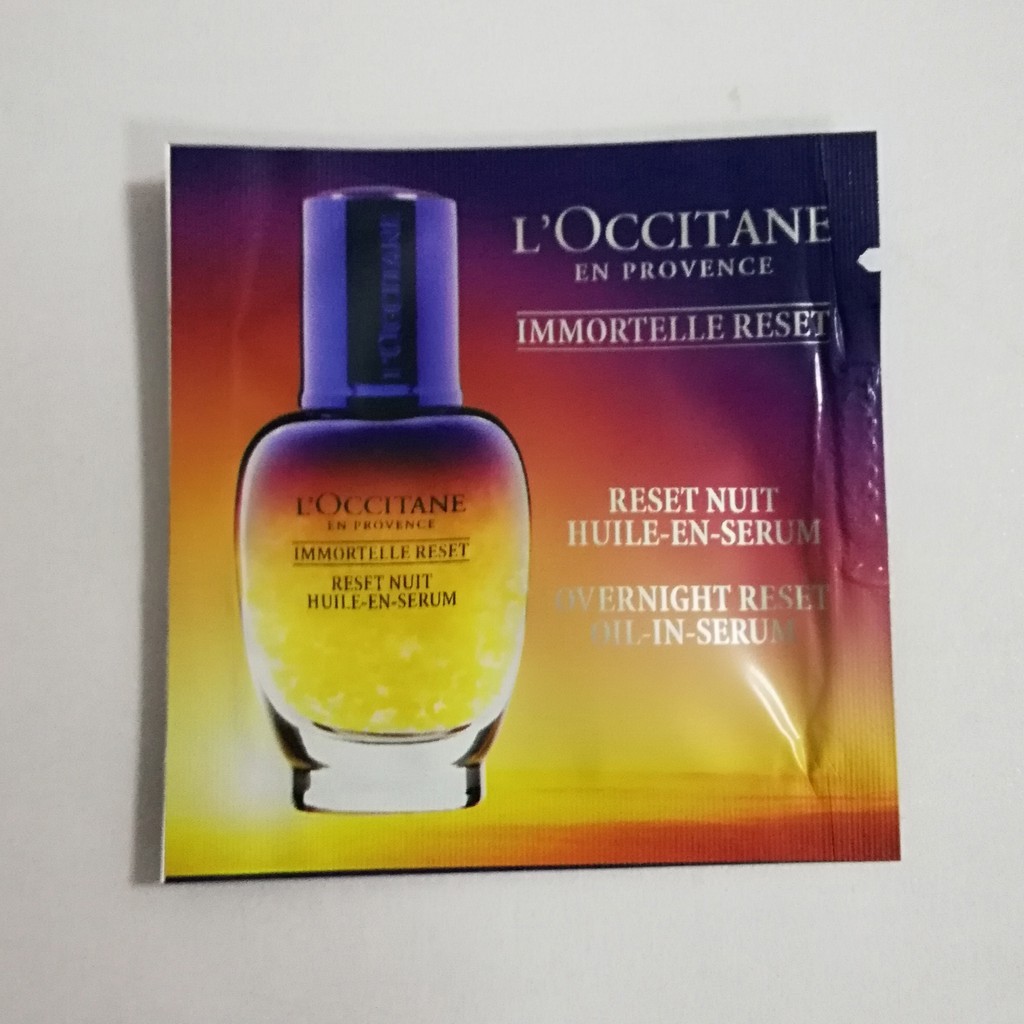 L'OCCITANE
EN PROVENCE
IMMORTELLE RESET
RESET NUIT
HUILE-EN-SERUM
OVERNIGHT RESET
OIL-IN-SERUM
L'OCCITANE
L'OCCITANE
EN PROVENCE
IMMORTELLE RESET
RESET NUIT
HUILE-EN-SERUM